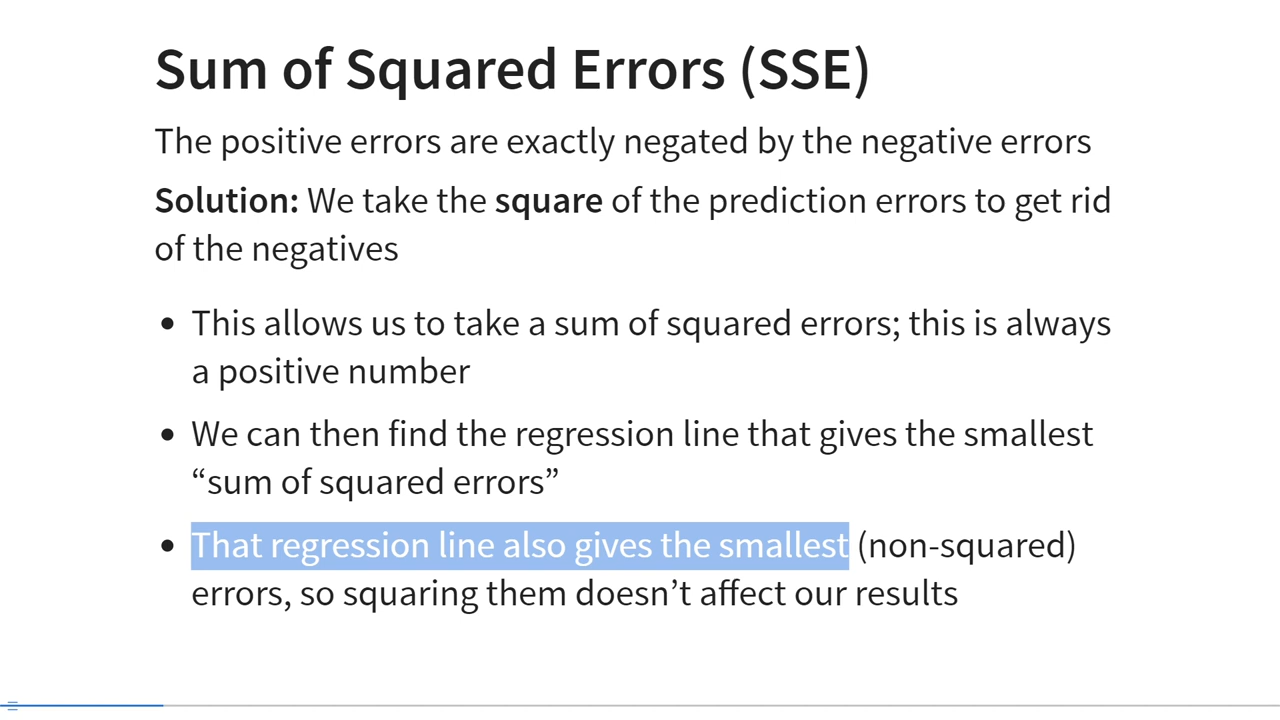 Sum of Squared Errors (SSE)
The positive errors are exactly negated by the negative errors
Solution: We take the square of the prediction errors to get rid
of the negatives
• This allows us to take a sum of squared errors; this is always
a positive number
• We can then find the regression line that gives the smallest
“sum of squared errors”
• That regression line also gives the smallest (non-squared)
errors, so squaring them doesn’t affect our results